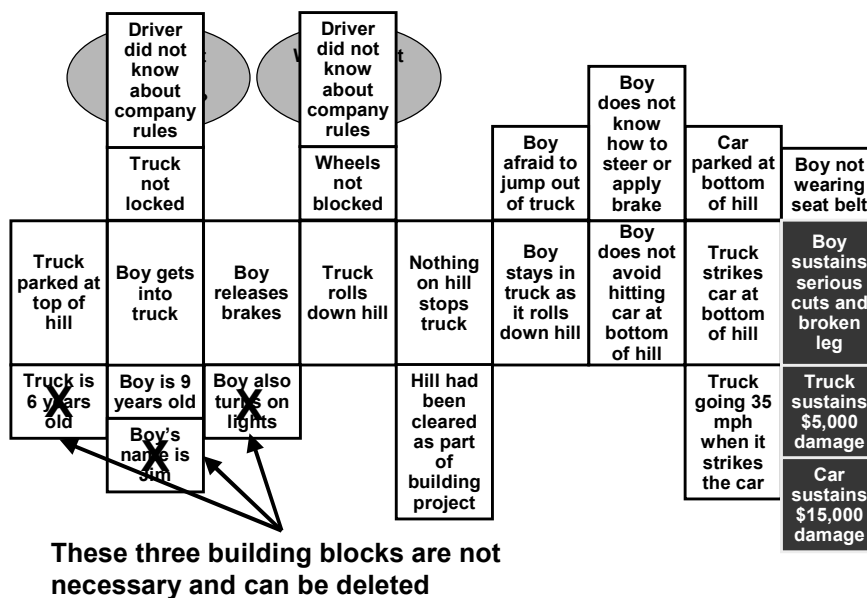 Driver
did not
know
about
company
rules
Driver
did not
know
about
company
rules
Truck
not
locked
Wheels
not
blocked
Boy
afraid to
jump out
of truck
Boy
does not
know
how to
steer or
apply
brake
Car
parked at
bottom
of hill
Boy not
wearing
seat belt
Truck
parked at
top of
hill
Boy gets
into
truck
Boy
releases
brakes
Truck
rolls
down hill
Nothing
on hill
stops
truck
Boy
stays in
truck as
it rolls
down hill
Boy
does not
avoid
hitting
car at
bottom
of hill
Truck
strikes
car at
bottom
of hill
Boy
sustains
serious
cuts and
broken
leg
Truck is
6 years
old
X
Boy is 9
years old
Boy's
name is
Jim
X
Boy also
turns on
lights
X
Hill had
been
cleared
as part
of
building
project
Truck
going 35
mph
when it
strikes
the car
Truck
sustains
$5,000
damage
Car
sustains
$15,000
damage
These three building blocks are not
necessary and can be deleted